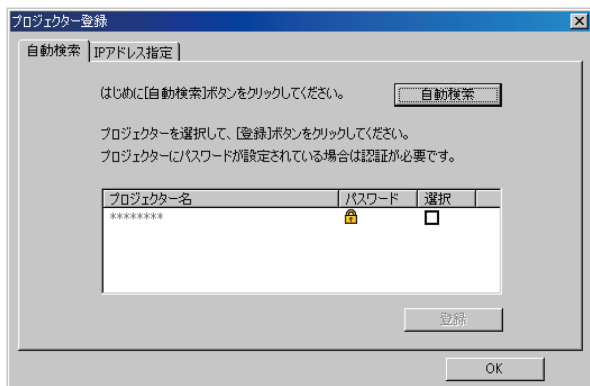 プロジェクター登録
自動検索 IPアドレス指定
はじめに[自動検索]ボタンをクリックしてください。 自動検索
プロジェクターを選択して、[登録]ボタンをクリックしてください。
プロジェクターにパスワードが設定されている場合は認証が必要です。
プロジェクター名 パスワード 選択
********
登録
OK